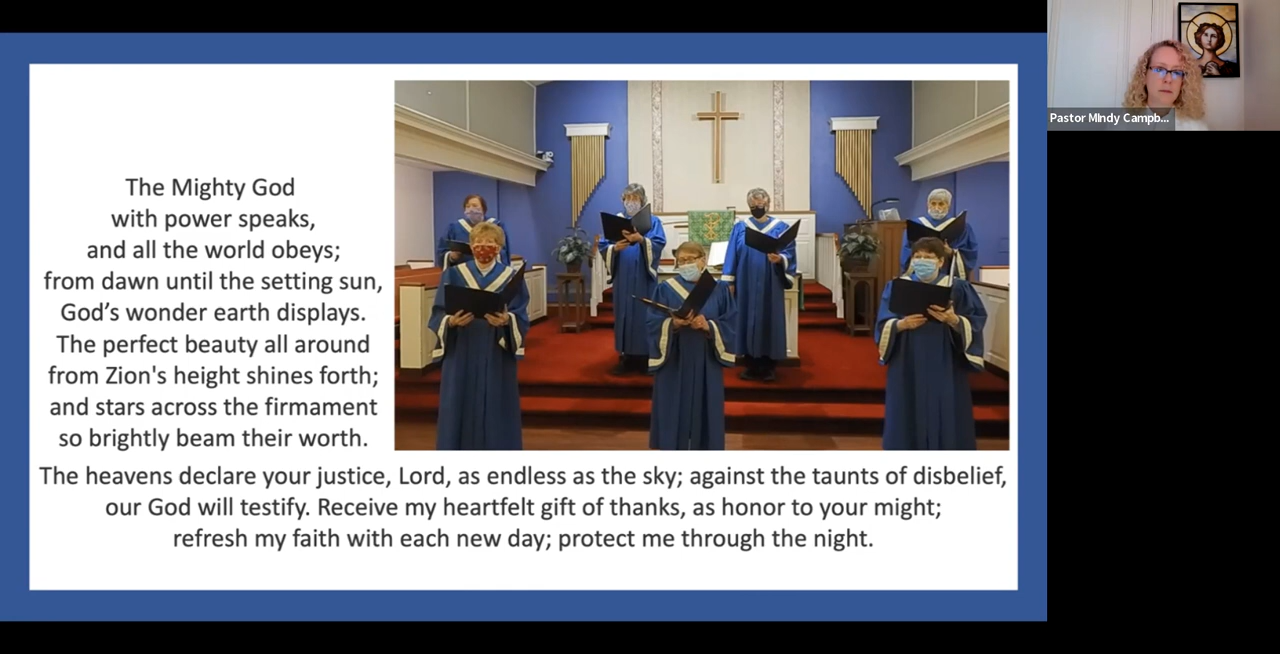 The Mighty God
with power speaks,
and all the world obeys;
from dawn until the setting sun,
God’s wonder earth displays.
The perfect beauty all around
from Zion's height shines forth;
and stars across the firmament
so brightly beam their worth.
The heavens declare your justice, Lord, as endless as the sky; against the taunts of disbelief,
our God will testify. Receive my heartfelt gift of thanks, as honor to your might;
refresh my faith with each new day; protect me through the night.
Pastor MIndy Campb...